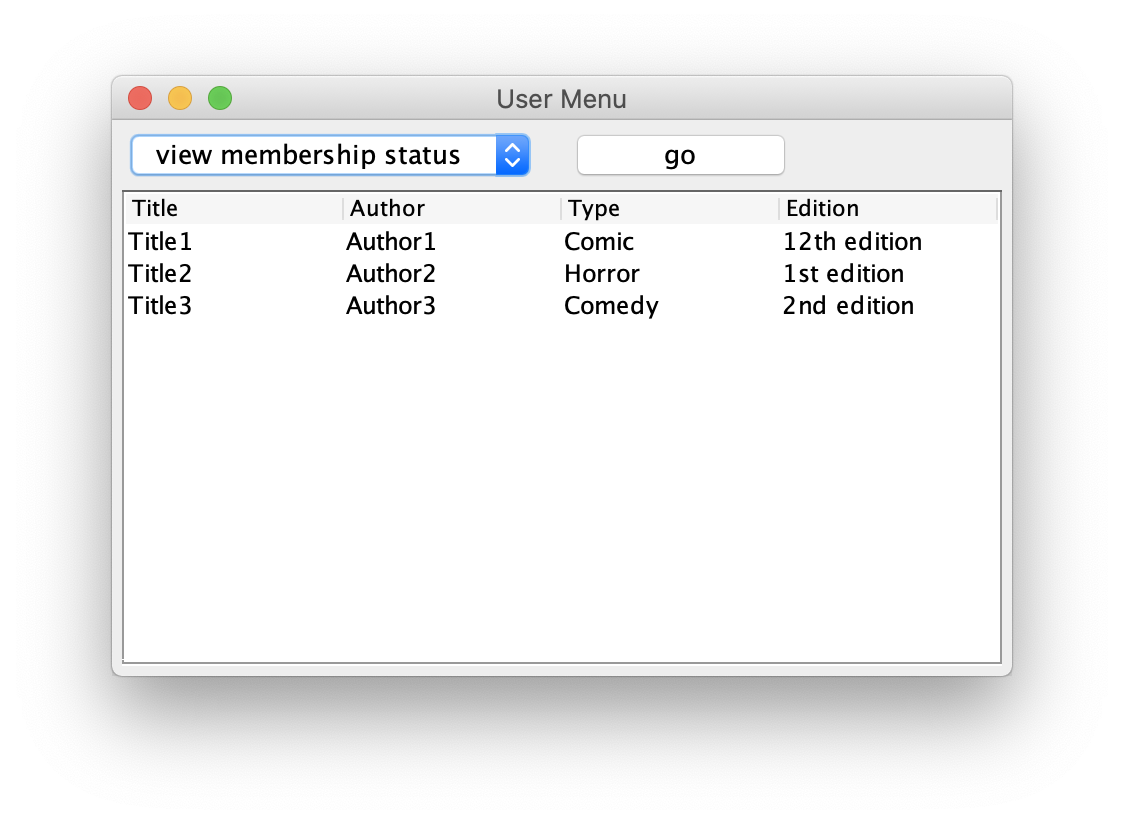 User Menu
view membership status go
Title Author Type Edition
Title1 Author1 Comic 12th edition
Title2 Author2 Horror 1st edition
Title3 Author3 Comedy 2nd edition